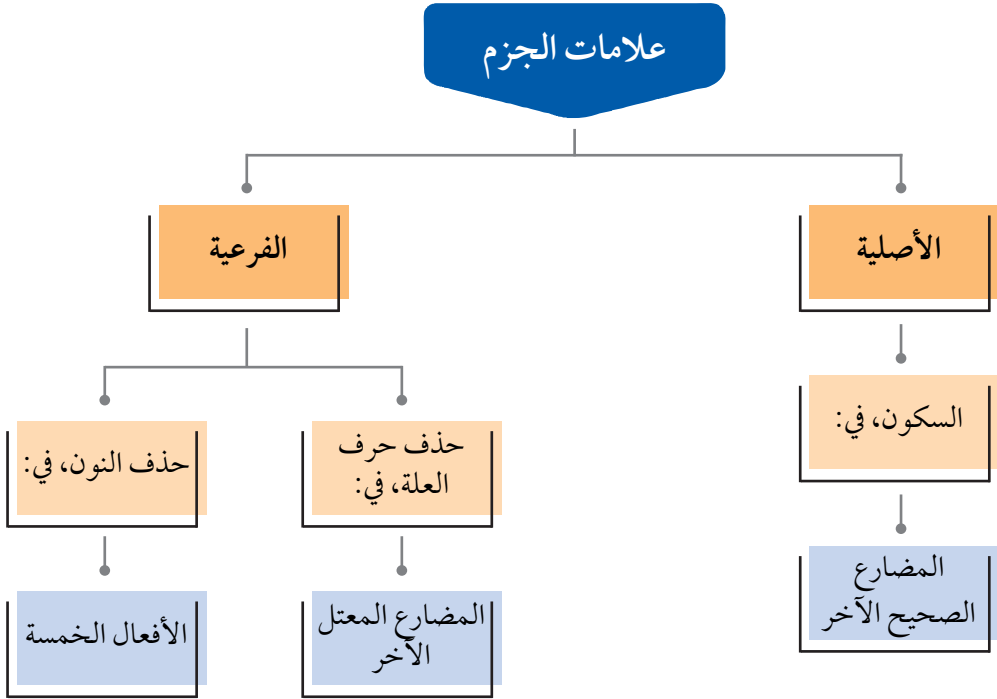 علامات الجزم
الأصلية
الفرعية
السكون، في:
حذف حرف
العلة، في:
حذف النون، في:
المضارع
الصحيح الآخر
المضارع المعتل
الآخر
الأفعال الخمسة